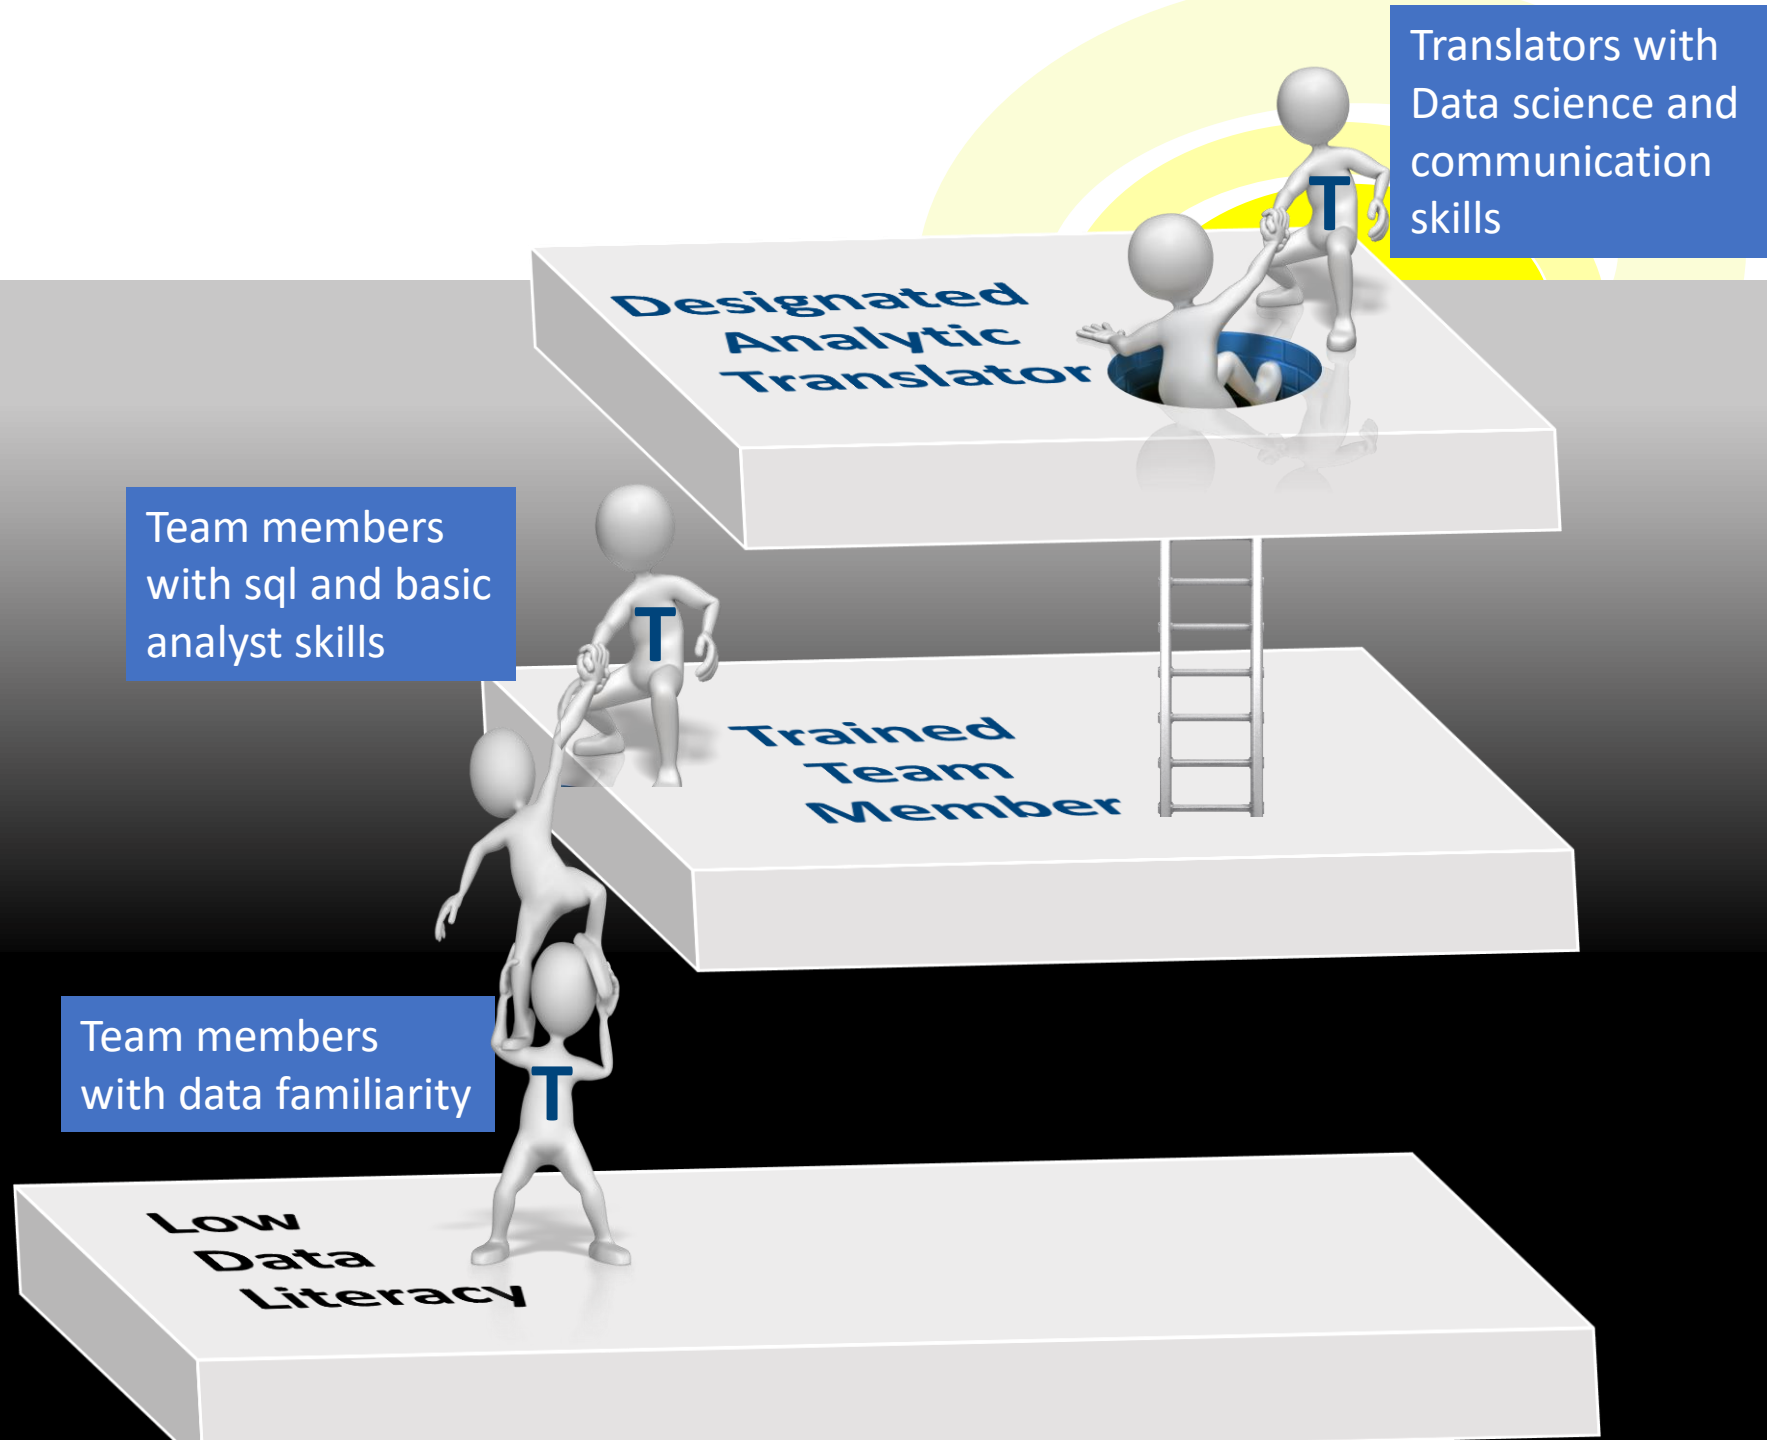 Translators with
Data science and
communication
skills
T
Designated
Analytic
Translator
Team members
with sql and basic
analyst skills
T
Trained
Team
Member
Team members
with data familiarity
T
Low
Data
Literacy